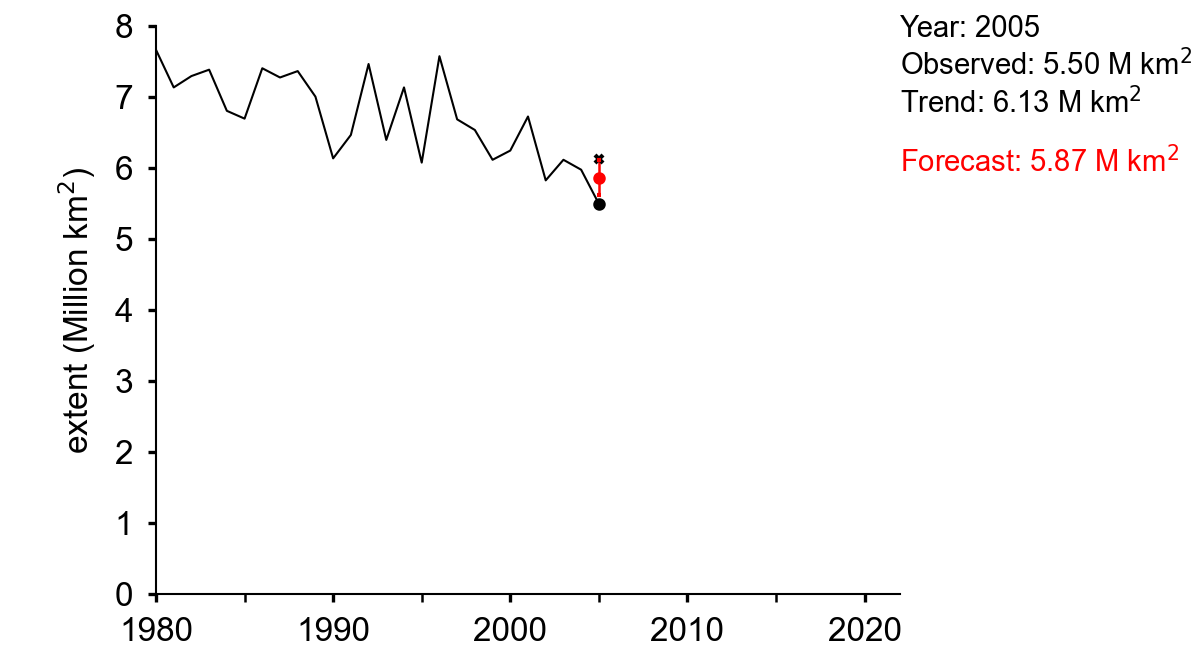 Year: 2005
Observed: 5.50 M km²
Trend: 6.13 M km²
Forecast: 5.87 M km²
extent (Million km²)
8
7
6
5
4
3
2
1
0
1980 1990 2000 2010 2020